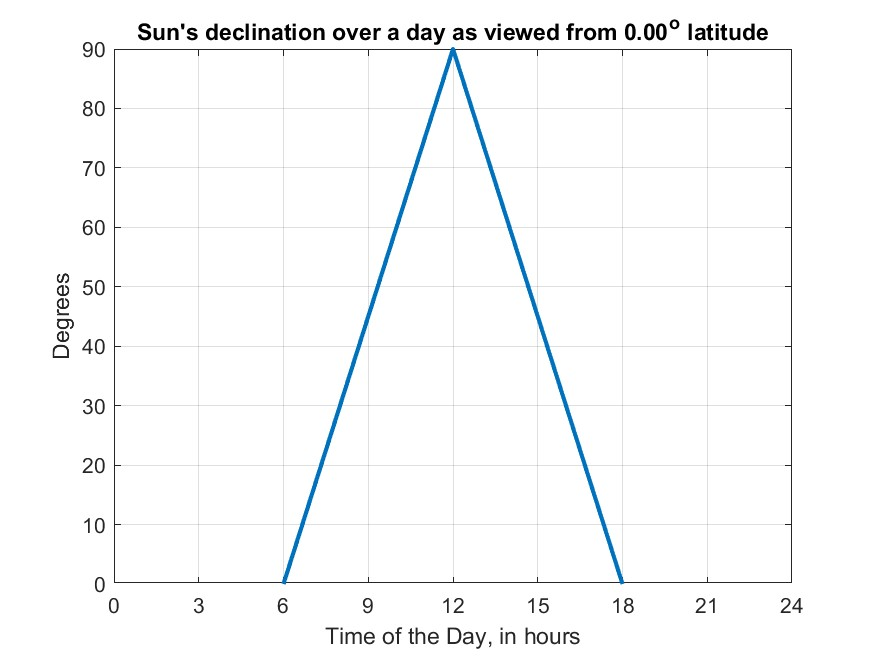 Sun's declination over a day as viewed from 0.00o latitude
90
80
70
60
50
40
30
20
10
0
Degrees
0 3 6 9 12 15 18 21 24
Time of the Day, in hours